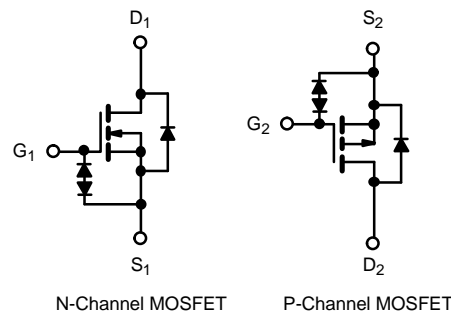 D1
S2
G1
G2
S1
D2
N-Channel MOSFET
P-Channel MOSFET